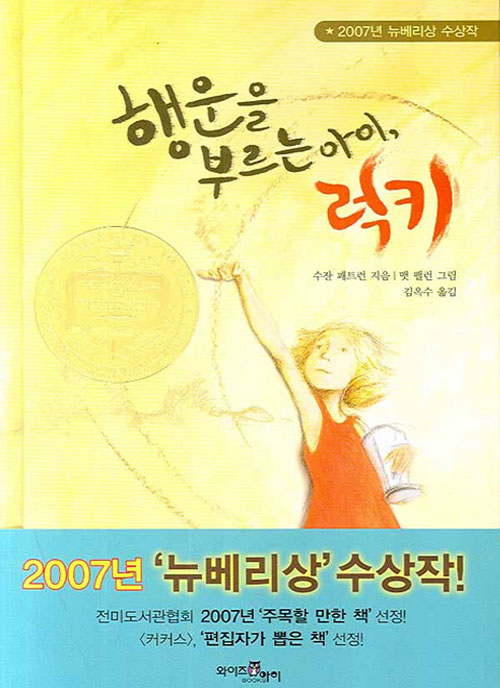 ★ 2007년 뉴베리상 수상작
행운을
부르는 아이,
럭키
수잔 패트런 지음 | 맷 팰런 그림
김옥수 옮김
2007년 '뉴베리상' 수상작!
전미도서관협회 2007년 '주목할 만한 책' 선정!
〈커커스〉, '편집자가 뽑은 책' 선정!
와이즈아이
BOOKS